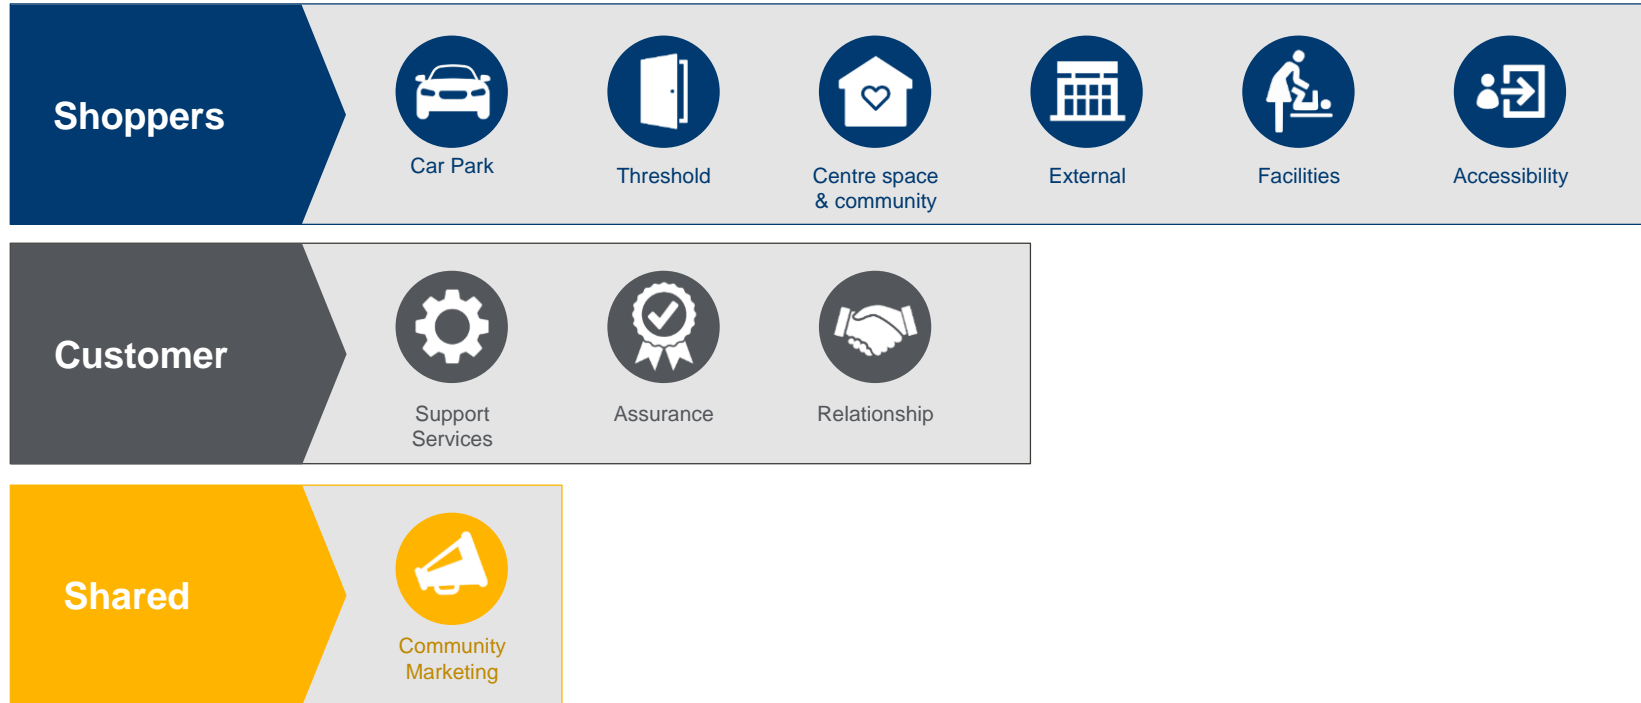 Shoppers
Car Park
Threshold
Centre space
& community
External
Facilities
Accessibility
Customer
Support
Services
Assurance
Relationship
Shared
Community
Marketing